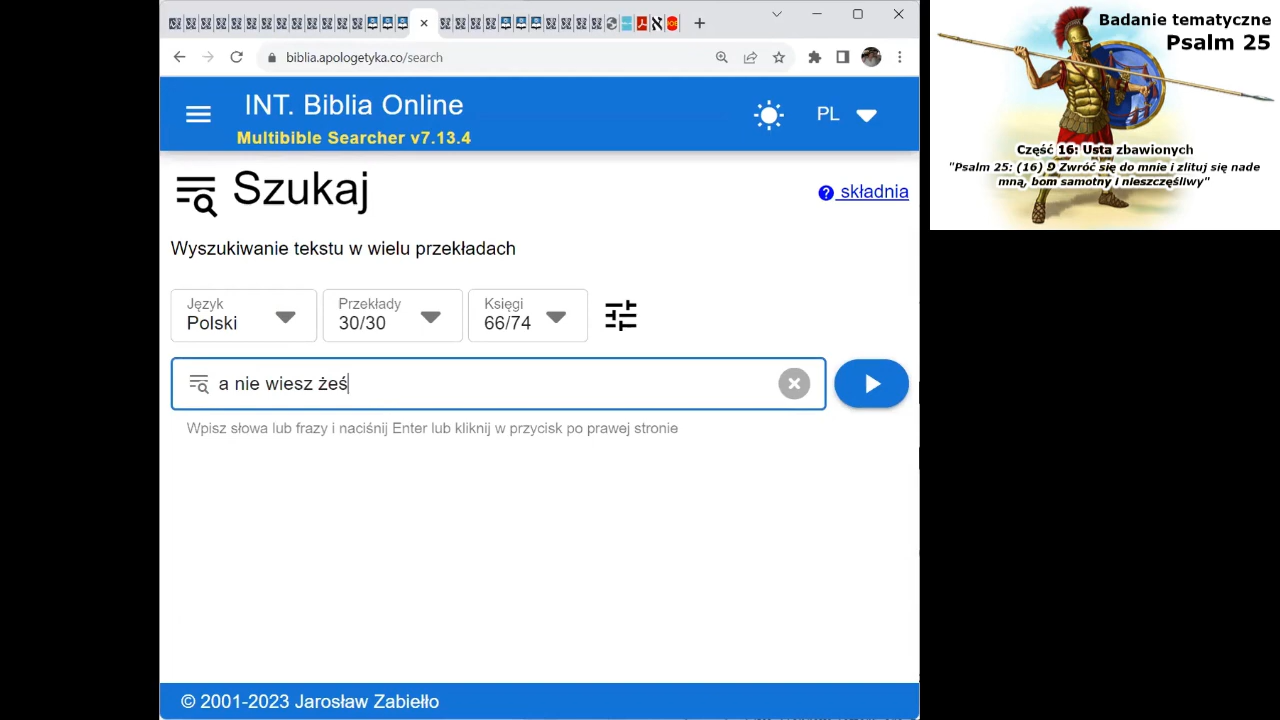 biblia.apologetyka.co/search
INT. Biblia Online
Multibible Searcher v7.13.4
PL
Szukaj
? składnia
Wyszukiwanie tekstu w wielu przekładach
Język
Polski
Przekłady
30/30
Księgi
66/74
a nie wiesz żeś
Wpisz słowa lub frazy i naciśnij Enter lub kliknij w przycisk po prawej stronie
© 2001-2023 Jarosław Zabiełło
Badanie tematyczne
Psalm 25
Część 16: Usta zbawionych
"Psalm 25: (16) Ᵽ Zwróć się do mnie i zlituj się nade
mną, bom samotny i nieszczęśliwy"